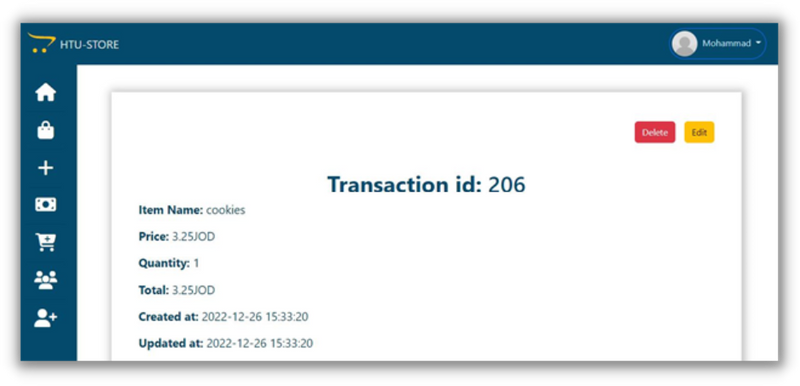 HTU-STORE
Mohammad
Delete Edit
Transaction id: 206
Item Name: cookies
Price: 3.25JOD
Quantity: 1
Total: 3.25JOD
Created at: 2022-12-26 15:33:20
Updated at: 2022-12-26 15:33:20